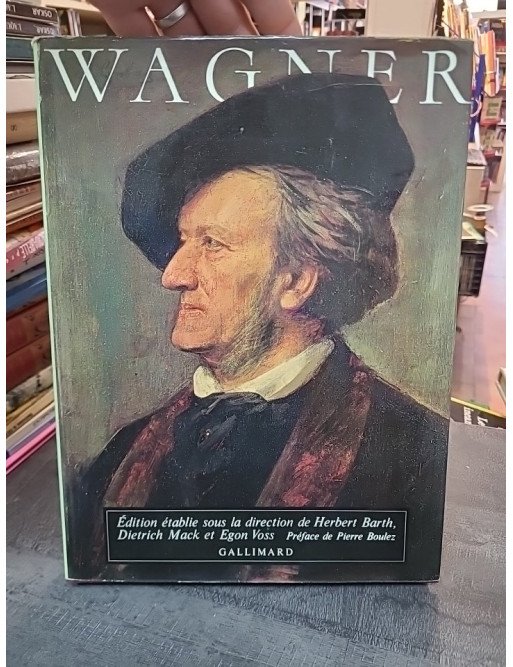 WAGNER
Édition établie sous la direction de Herbert Barth,
Dietrich Mack et Egon Voss Préface de Pierre Boulez
GALLIMARD
OSCAR